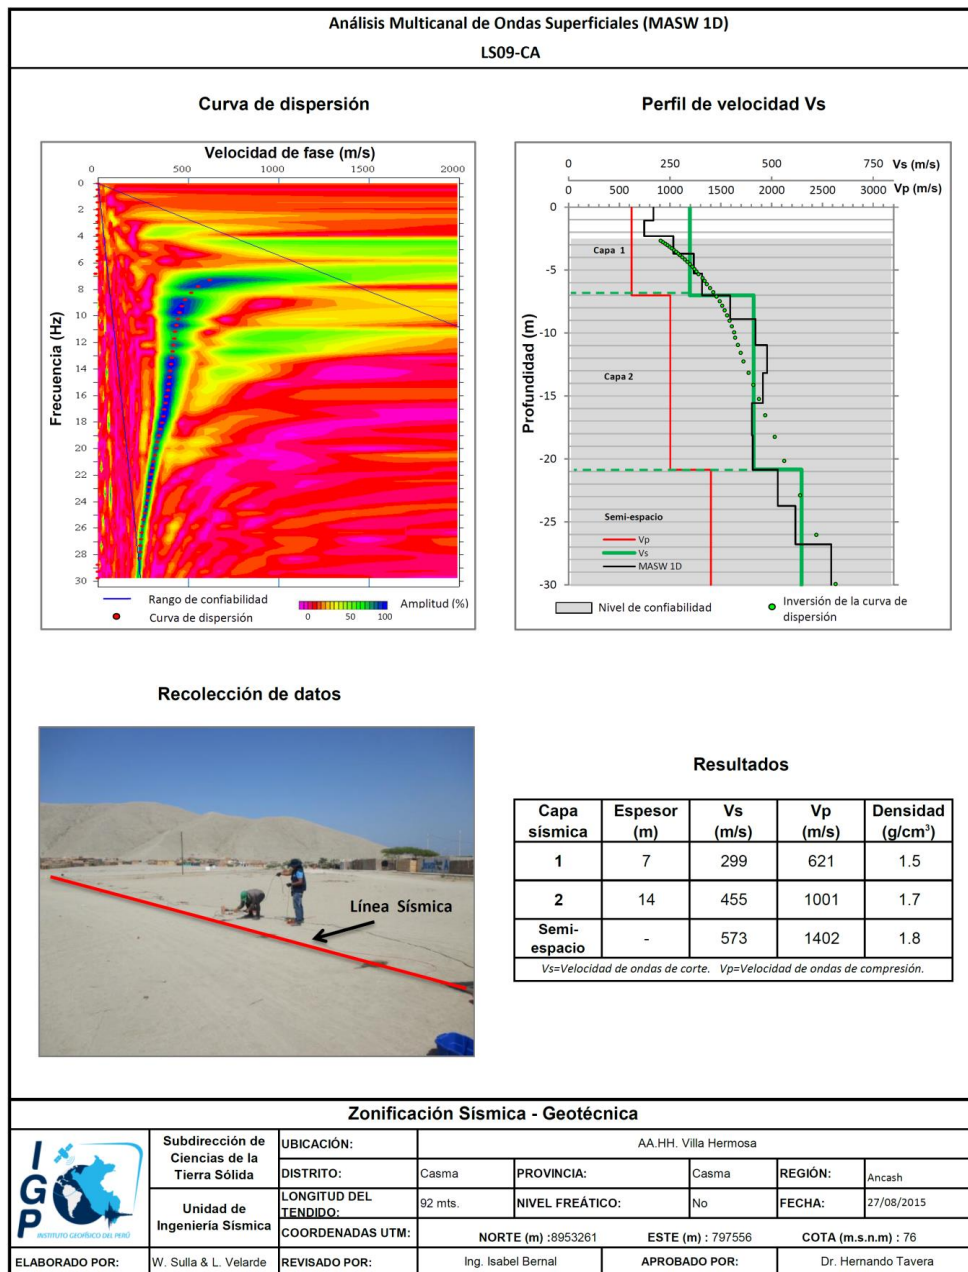 Análisis Multicanal de Ondas Superficiales (MASW 1D)
LS09-CA
Curva de dispersión
Velocidad de fase (m/s)
0 500 1000 1500 2000
Frecuencia (Hz)
0
2
4
6
8
10
12
14
16
18
20
22
24
26
28
30
Rango de confiabilidad
Curva de dispersión
Amplitud (%)
0 50 100
Perfil de velocidad Vs
0 250 500 750 Vs (m/s)
0 500 1000 1500 2000 2500 3000 Vp (m/s)
Profundidad (m)
0
-5
-10
-15
-20
-25
-30
Capa 1
Capa 2
Semi-espacio
Vp
Vs
MASW 1D
Nivel de confiabilidad
Inversión de la curva de
dispersión
Recolección de datos
Línea Sísmica
Resultados
Capa sísmica Espesor (m) Vs (m/s) Vp (m/s) Densidad (g/cm³)
1 7 299 621 1.5
2 14 455 1001 1.7
Semi-espacio - 573 1402 1.8
Vs=Velocidad de ondas de corte. Vp=Velocidad de ondas de compresión.
Zonificación Sísmica - Geotécnica
IGP
INSTITUTO GEOFÍSICO DEL PERÚ
Subdirección de
Ciencias de la
Tierra Sólida
Unidad de
Ingeniería Sísmica
UBICACIÓN: AA.HH. Villa Hermosa
DISTRITO: Casma PROVINCIA: Casma REGIÓN: Ancash
LONGITUD DEL TENDIDO: 92 mts. NIVEL FREÁTICO: No FECHA: 27/08/2015
COORDENADAS UTM: NORTE (m) :8953261 ESTE (m) : 797556 COTA (m.s.n.m) : 76
ELABORADO POR: W. Sulla & L. Velarde REVISADO POR: Ing. Isabel Bernal APROBADO POR: Dr. Hernando Tavera